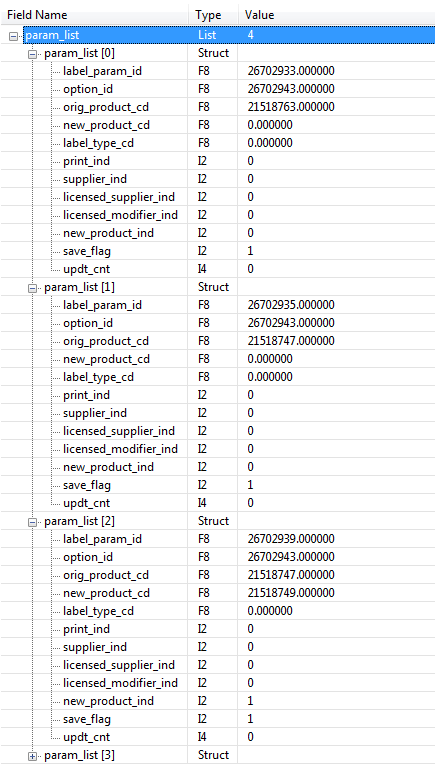 Field Name Type Value
param_list List 4
param_list [0] Struct
label_param_id F8 26702933.000000
option_id F8 26702943.000000
orig_product_cd F8 21518763.000000
new_product_cd F8 0.000000
label_type_cd F8 0.000000
print_ind I2 0
supplier_ind I2 0
licensed_supplier_ind I2 0
licensed_modifier_ind I2 0
new_product_ind I2 0
save_flag I2 1
updt_cnt I4 0
param_list [1] Struct
label_param_id F8 26702935.000000
option_id F8 26702943.000000
orig_product_cd F8 21518747.000000
new_product_cd F8 0.000000
label_type_cd F8 0.000000
print_ind I2 0
supplier_ind I2 0
licensed_supplier_ind I2 0
licensed_modifier_ind I2 0
new_product_ind I2 0
save_flag I2 1
updt_cnt I4 0
param_list [2] Struct
label_param_id F8 26702939.000000
option_id F8 26702943.000000
orig_product_cd F8 21518747.000000
new_product_cd F8 21518749.000000
label_type_cd F8 0.000000
print_ind I2 0
supplier_ind I2 0
licensed_supplier_ind I2 0
licensed_modifier_ind I2 0
new_product_ind I2 1
save_flag I2 1
updt_cnt I4 0
param_list [3] Struct